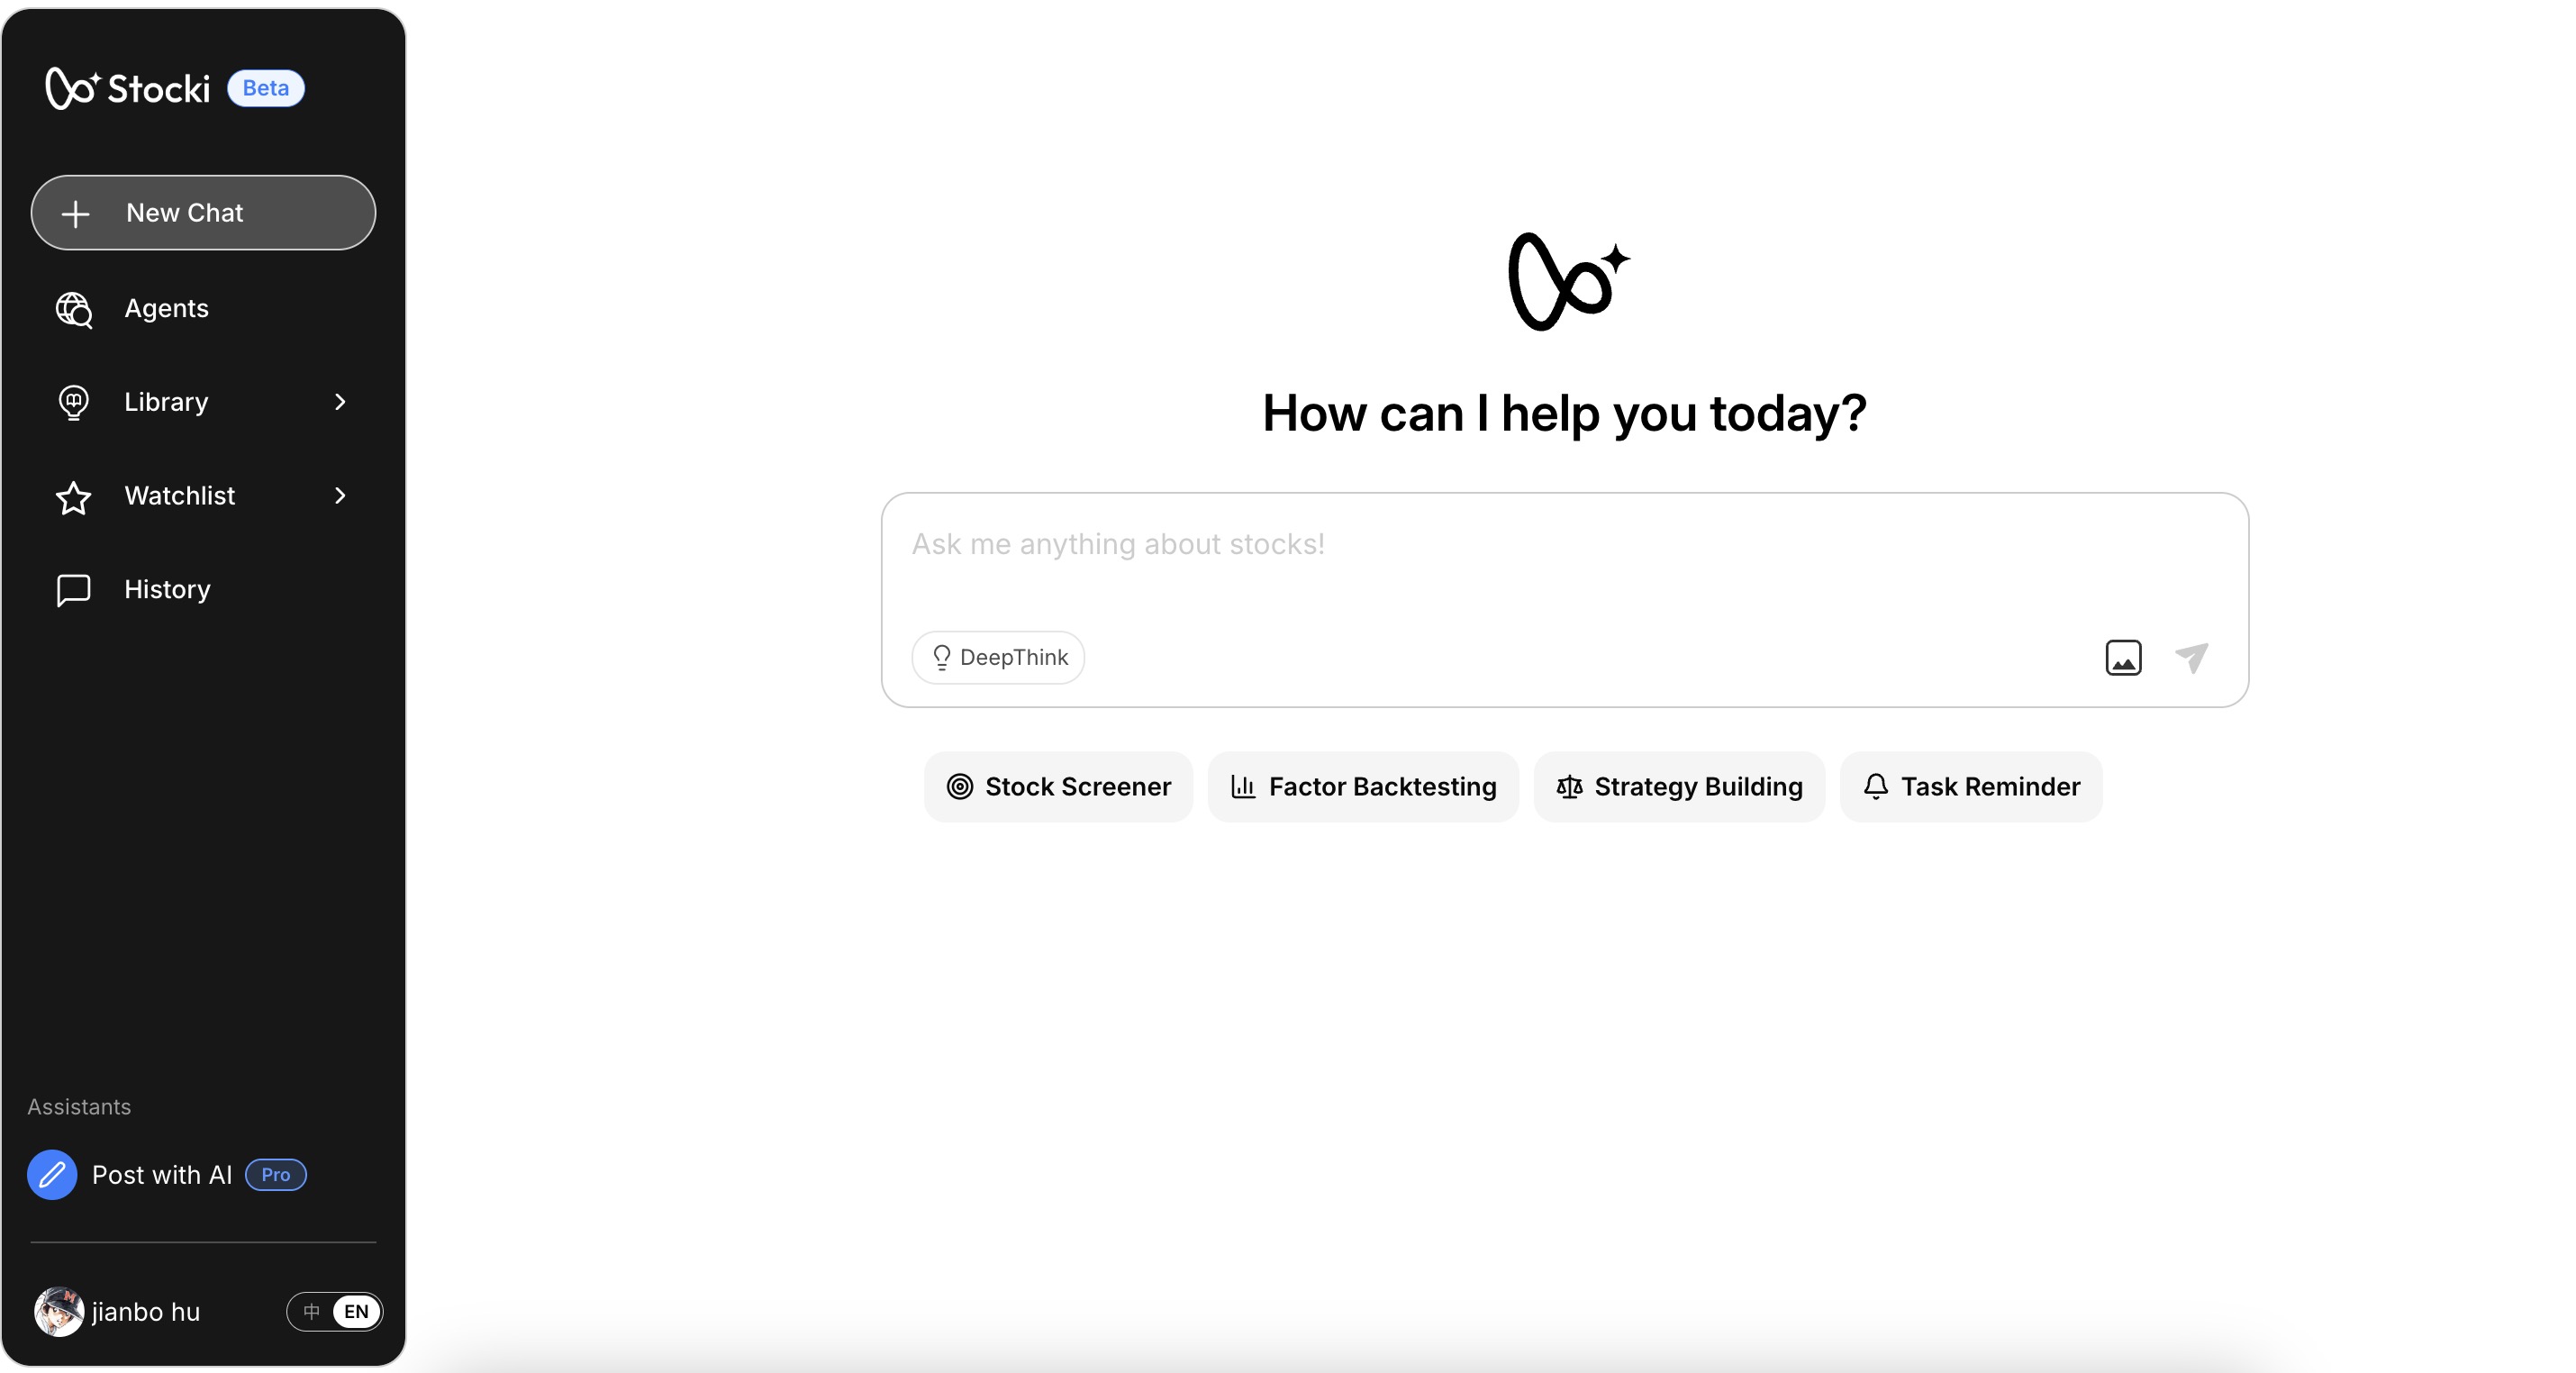 Stocki Beta
New Chat
Agents
Library
Watchlist
History
Assistants
Post with AI Pro
jianbo hu 中 EN
How can I help you today?
Ask me anything about stocks!
DeepThink
Stock Screener Factor Backtesting Strategy Building Task Reminder